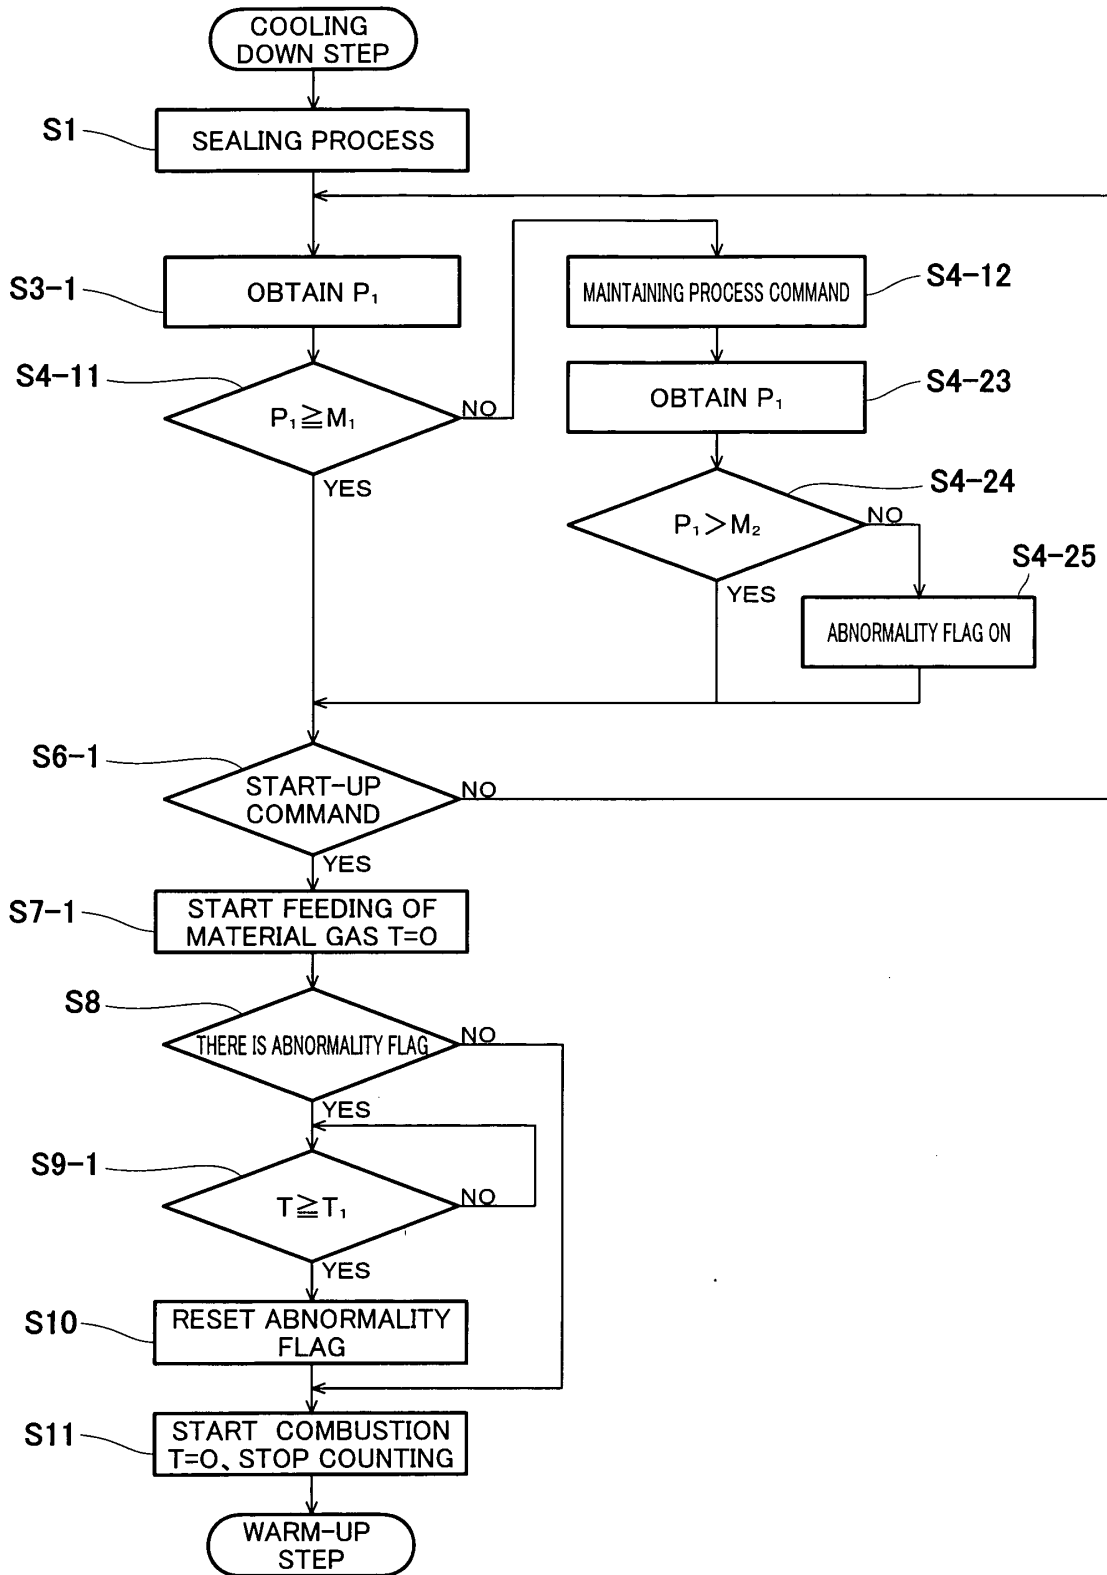 COOLING
DOWN STEP
S1
SEALING PROCESS
S3-1
OBTAIN P₁
S4-12
MAINTAINING PROCESS COMMAND
S4-11
P₁≧M₁
NO
YES
S4-23
OBTAIN P₁
S4-24
P₁>M₂
NO
YES
S4-25
ABNORMALITY FLAG ON
S6-1
START-UP
COMMAND
NO
YES
S7-1
START FEEDING OF
MATERIAL GAS T=0
S8
THERE IS ABNORMALITY FLAG
NO
YES
S9-1
T≧T₁
NO
YES
S10
RESET ABNORMALITY
FLAG
S11
START COMBUSTION
T=0、STOP COUNTING
WARM-UP
STEP